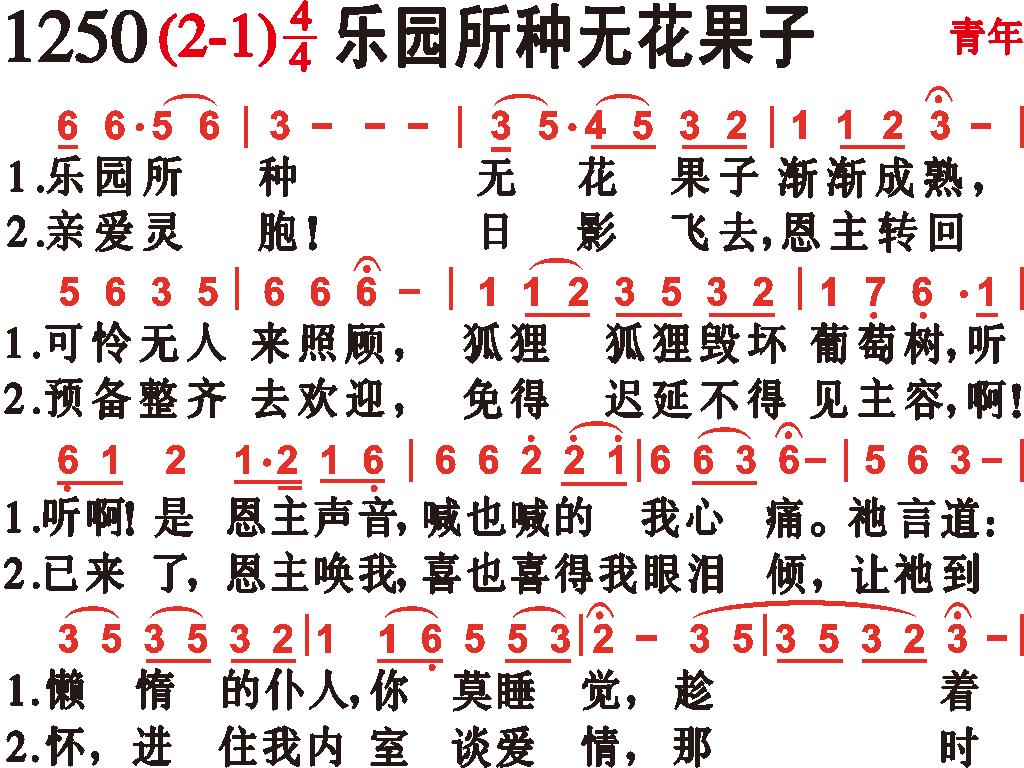 1250 (2-1) 4/4 乐园所种无花果子 青年
6 6·5 6 | 3 - - - | 3 5·4 5 3 2 | 1 1 2 3 - |
1.乐园所 种 无 花 果子 渐渐成熟，
2.亲爱灵 胞! 日 影 飞去,恩主转回
5 6 3 5 | 6 6 6 - | 1 1 2 3 5 3 2 | 1 7 6 ·1 |
1.可怜无人 来照顾， 狐狸 狐狸毁坏 葡萄树,听
2.预备整齐 去欢迎， 免得 迟延不得 见主容,啊!
6 1 2 1·2 1 6 | 6 6 2 2 1 | 6 6 3 6 - | 5 6 3 - |
1.听啊! 是 恩主声音,喊也喊的 我心 痛。祂言道：
2.已来 了,恩主唤我,喜也喜得我眼泪 倾，让祂到
3 5 3 5 3 2 | 1 1 6 5 5 3 | 2 - 3 5 | 3 5 3 2 3 - |
1.懒 惰 的仆人,你 莫睡 觉，趁 着
2.怀，进 住我内 室 谈爱 情，那 时